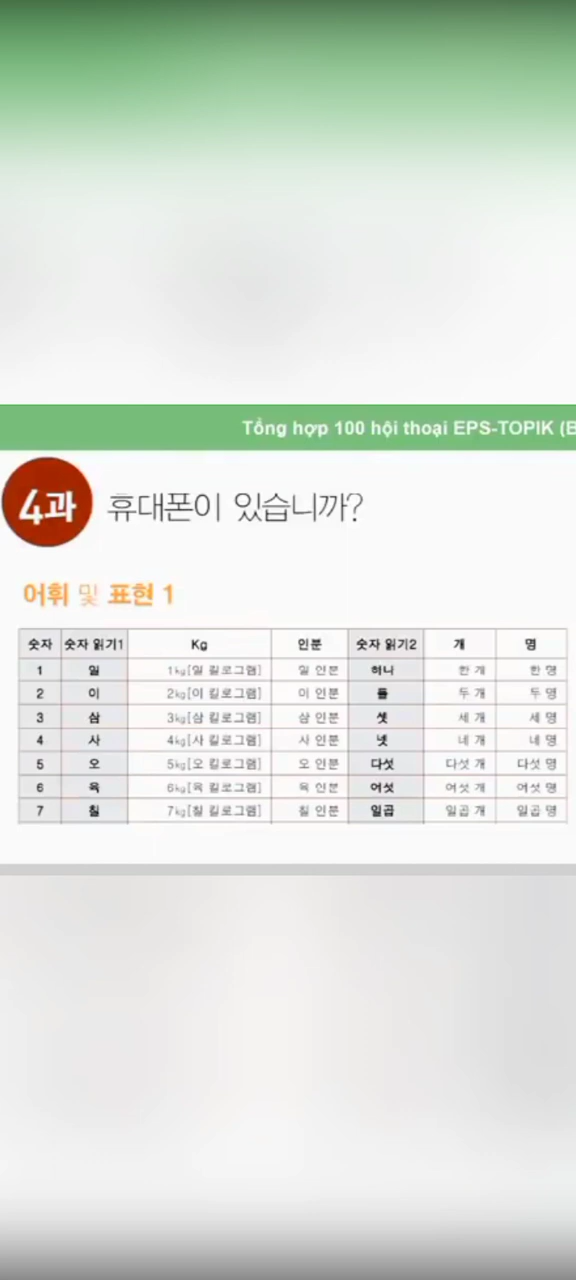 Tổng hợp 100 hội thoại EPS-TOPIK (B
4과 휴대폰이 있습니까?
어휘 및 표현 1
숫자 숫자 읽기1 Kg 인분 숫자 읽기2 개 명
1 일 1kg[일 킬로그램] 일 인분 하나 한 개 한 명
2 이 2kg[이 킬로그램] 이 인분 둘 두 개 두 명
3 삼 3kg[삼 킬로그램] 삼 인분 셋 세 개 세 명
4 사 4kg[사 킬로그램] 사 인분 넷 네 개 네 명
5 오 5kg[오 킬로그램] 오 인분 다섯 다섯 개 다섯 명
6 육 6kg[육 킬로그램] 육 인분 여섯 여섯 개 여섯 명
7 칠 7kg[칠 킬로그램] 칠 인분 일곱 일곱 개 일곱 명